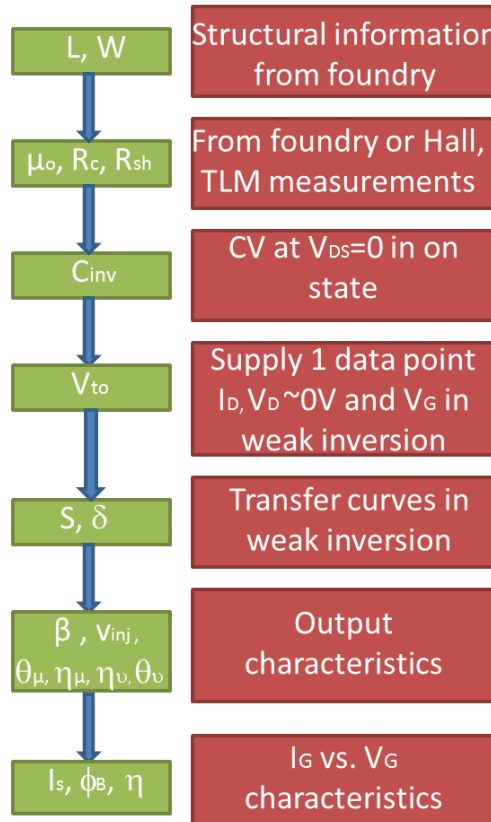 L, W
Structural information
from foundry
μo, Rc, Rsh
From foundry or Hall,
TLM measurements
Cinv
CV at VDS=0 in on
state
Vto
Supply 1 data point
ID, VD ~0V and VG in
weak inversion
S, δ
Transfer curves in
weak inversion
β , vinj,
θμ, ημ, ηυ, θυ
Output
characteristics
Is, ϕB, η
IG vs. VG
characteristics